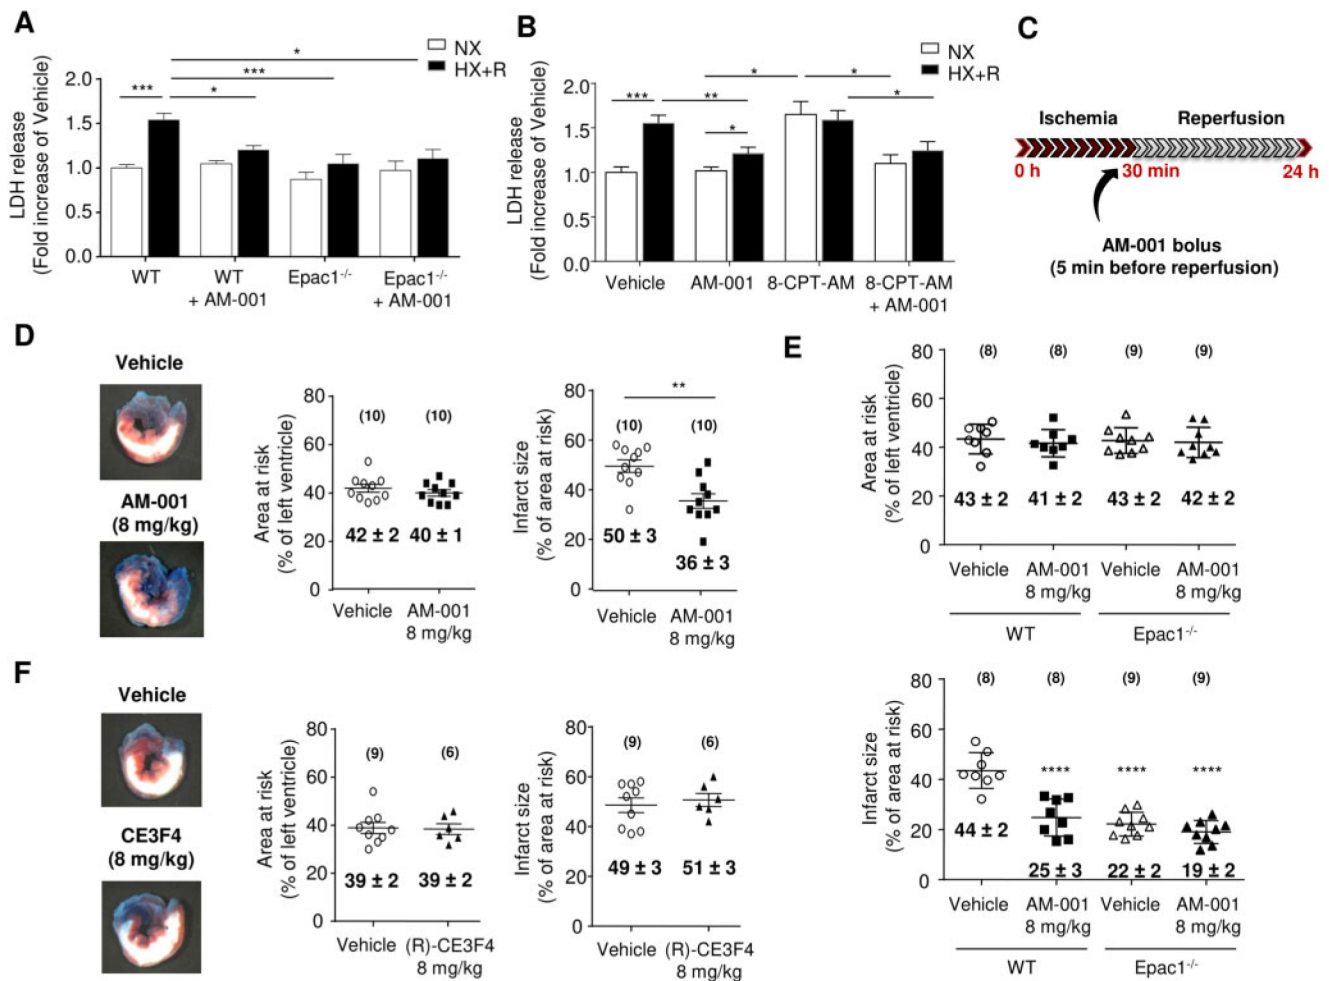 A
LDH release
(Fold increase of Vehicle)
2.0
1.5
1.0
0.5
0.0
NX
HX+R
*
***
***
*
WT
WT
+ AM-001
Epac1-/-
Epac1-/-
+ AM-001
B
LDH release
(Fold increase of Vehicle)
2.0
1.5
1.0
0.5
0.0
NX
HX+R
*
*
***
**
*
*
Vehicle
AM-001
8-CPT-AM
8-CPT-AM
+ AM-001
C
Ischemia
Reperfusion
0 h
30 min
24 h
AM-001 bolus
(5 min before reperfusion)
D
Vehicle
AM-001
(8 mg/kg)
Area at risk
(% of left ventricle)
80
60
40
20
0
(10)
(10)
42 ± 2
40 ± 1
Vehicle
AM-001
8 mg/kg
Infarct size
(% of area at risk)
80
60
40
20
0
**
(10)
(10)
50 ± 3
36 ± 3
Vehicle
AM-001
8 mg/kg
E
Area at risk
(% of left ventricle)
80
60
40
20
0
(8)
(8)
(9)
(9)
43 ± 2
41 ± 2
43 ± 2
42 ± 2
Vehicle
AM-001
8 mg/kg
Vehicle
AM-001
8 mg/kg
WT
Epac1-/-
Infarct size
(% of area at risk)
80
60
40
20
0
(8)
(8)
(9)
(9)
****
****
****
44 ± 2
25 ± 3
22 ± 2
19 ± 2
Vehicle
AM-001
8 mg/kg
Vehicle
AM-001
8 mg/kg
WT
Epac1-/-
F
Vehicle
CE3F4
(8 mg/kg)
Area at risk
(% of left ventricle)
80
60
40
20
0
(9)
(6)
39 ± 2
39 ± 2
Vehicle
(R)-CE3F4
8 mg/kg
Infarct size
(% of area at risk)
80
60
40
20
0
(9)
(6)
49 ± 3
51 ± 3
Vehicle
(R)-CE3F4
8 mg/kg